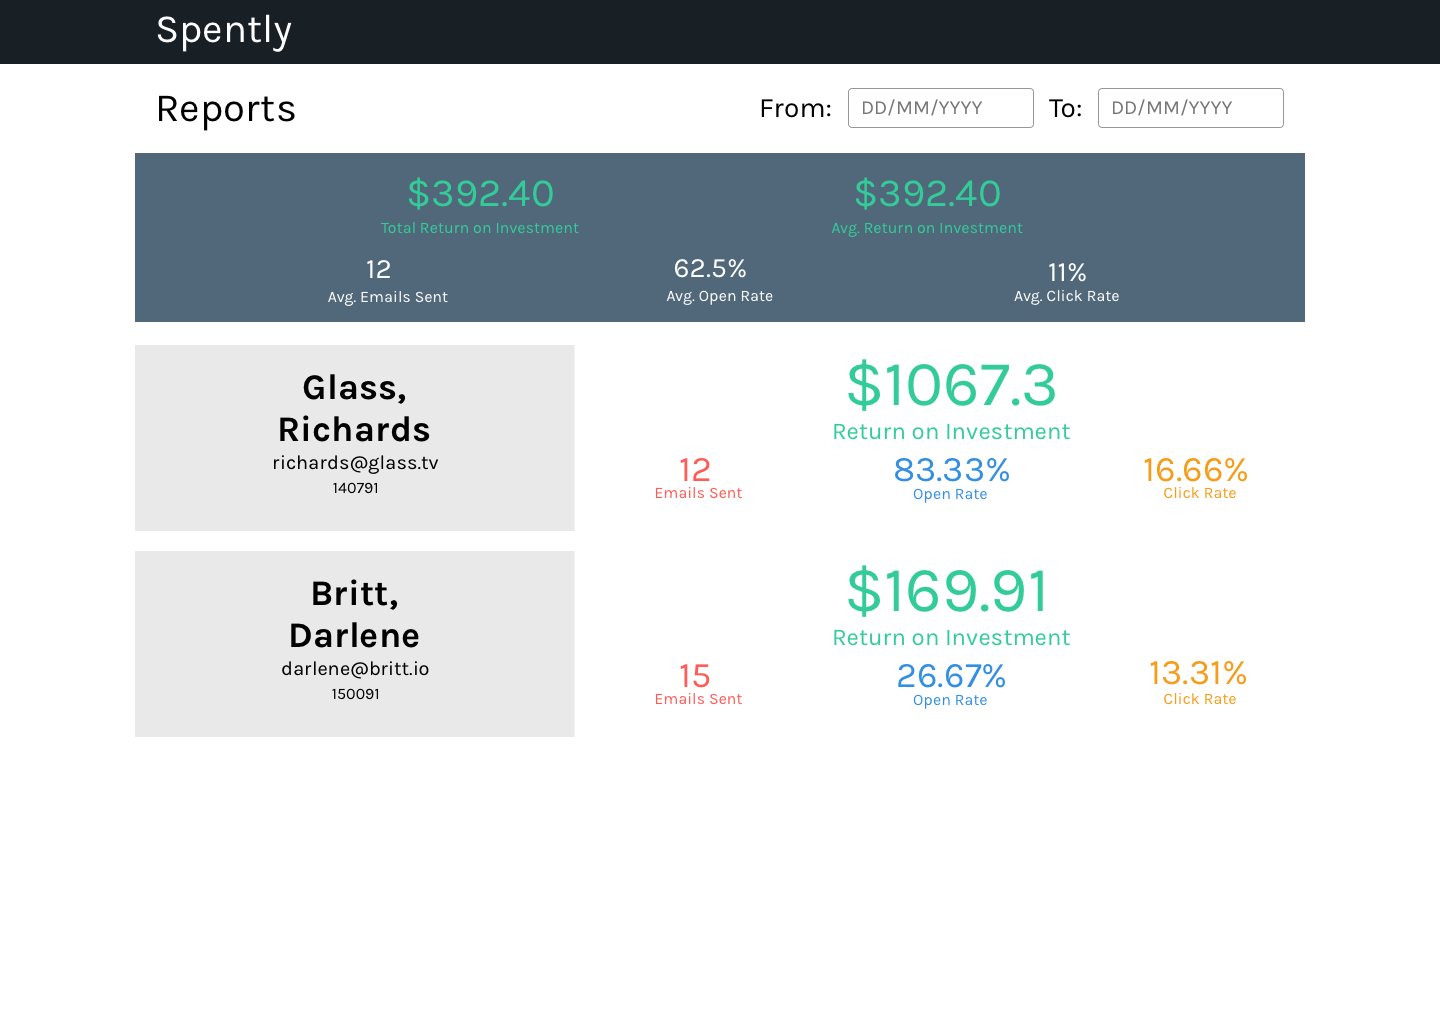 Spently
Reports
From: DD/MM/YYYY To: DD/MM/YYYY
$392.40 $392.40
Total Return on Investment Avg. Return on Investment
12 62.5% 11%
Avg. Emails Sent Avg. Open Rate Avg. Click Rate
Glass,
Richards
richards@glass.tv
140791
$1067.3
Return on Investment
12 83.33% 16.66%
Emails Sent Open Rate Click Rate
Britt,
Darlene
darlene@britt.io
150091
$169.91
Return on Investment
15 26.67% 13.31%
Emails Sent Open Rate Click Rate